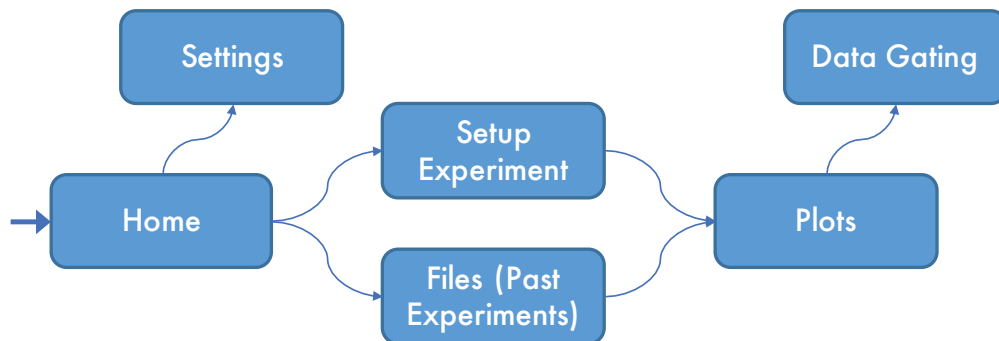 Settings
Data Gating
Setup
Experiment
Home
Plots
Files (Past
Experiments)